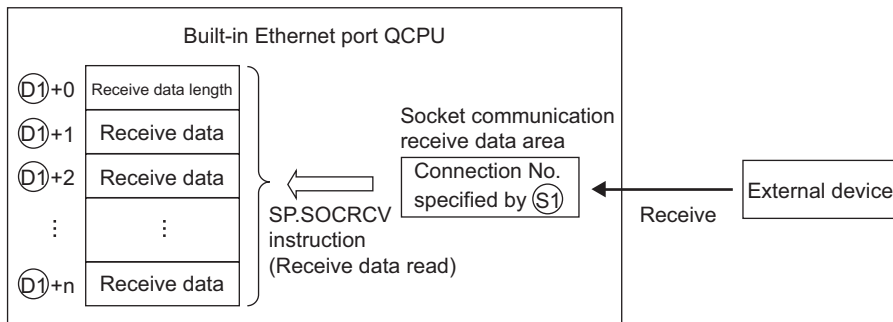 Built-in Ethernet port QCPU
D1+0 Receive data length
D1+1 Receive data
D1+2 Receive data
⋮ ⋮
D1+n Receive data
SP.SOCRCV
instruction
(Receive data read)
Socket communication
receive data area
Connection No.
specified by S1
Receive
External device